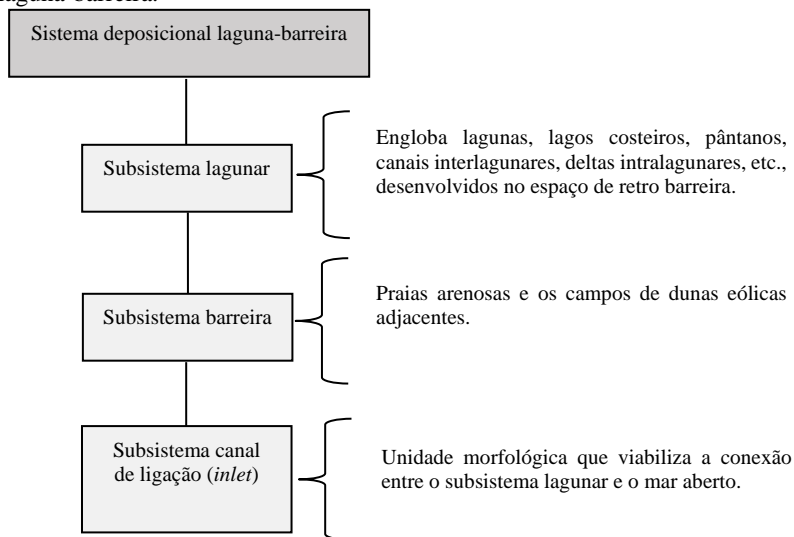 laguna-barreira.
Sistema deposicional laguna-barreira
Subsistema lagunar
Engloba lagunas, lagos costeiros, pântanos,
canais interlagunares, deltas intralagunares, etc.,
desenvolvidos no espaço de retro barreira.
Subsistema barreira
Praias arenosas e os campos de dunas eólicas
adjacentes.
Subsistema canal
de ligação (inlet)
Unidade morfológica que viabiliza a conexão
entre o subsistema lagunar e o mar aberto.